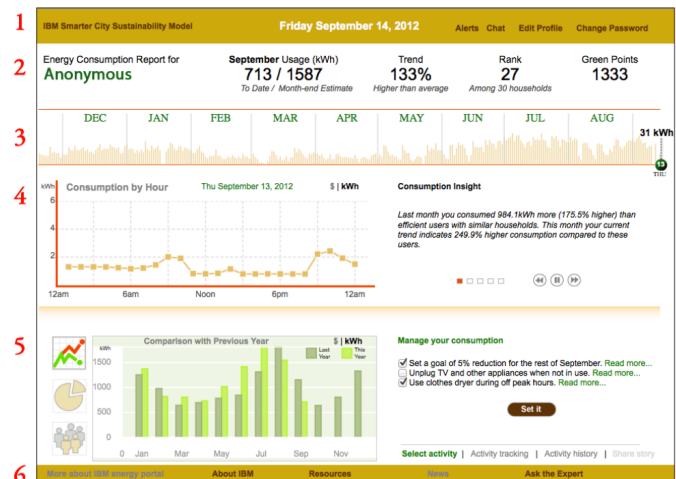 1
IBM Smarter City Sustainability Model
Friday September 14, 2012
Alerts Chat Edit Profile Change Password
2
Energy Consumption Report for
Anonymous
September Usage (kWh)
713 / 1587
To Date / Month-end Estimate
Trend
133%
Higher than average
Rank
27
Among 30 households
Green Points
1333
3
DEC JAN FEB MAR APR MAY JUN JUL AUG
31 kWh
13
THU
4
kWh Consumption by Hour Thu September 13, 2012 $ | kWh
6
4
2
12am 6am Noon 6pm 12am
Consumption Insight
Last month you consumed 984.1kWh more (175.5% higher) than
efficient users with similar households. This month your current
trend indicates 249.9% higher consumption compared to these
users.
5
Comparison with Previous Year $ | kWh
kWh
Last Year This Year
1500
1000
500
0
0 Jan Mar May Jul Sep Nov
Manage your consumption
Set a goal of 5% reduction for the rest of September. Read more...
Unplug TV and other appliances when not in use. Read more...
Use clothes dryer during off peak hours. Read more...
Set it
Select activity | Activity tracking | Activity history | Share story
6
More about IBM energy portal About IBM Resources News Ask the Expert